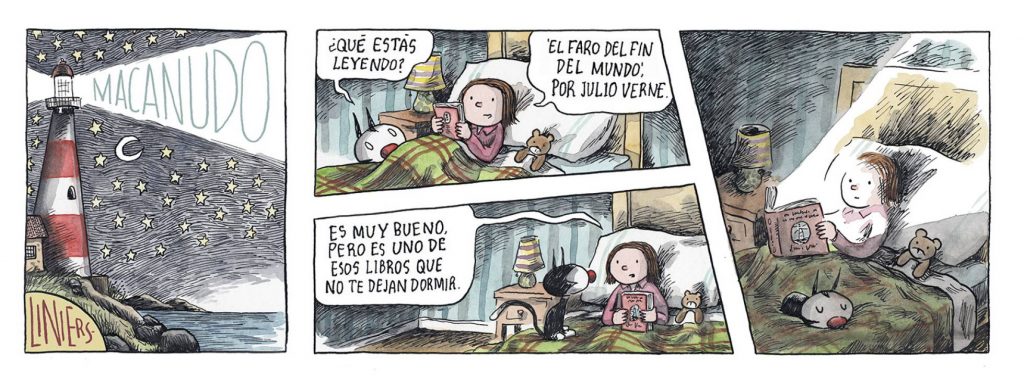 MACANUDO
LINIERS
¿QUÉ ESTÁS
LEYENDO?
'EL FARO DEL FIN
DEL MUNDO',
POR JULIO VERNE.
ES MUY BUENO,
PERO ES UNO DE
ESOS LIBROS QUE
NO TE DEJAN DORMIR.